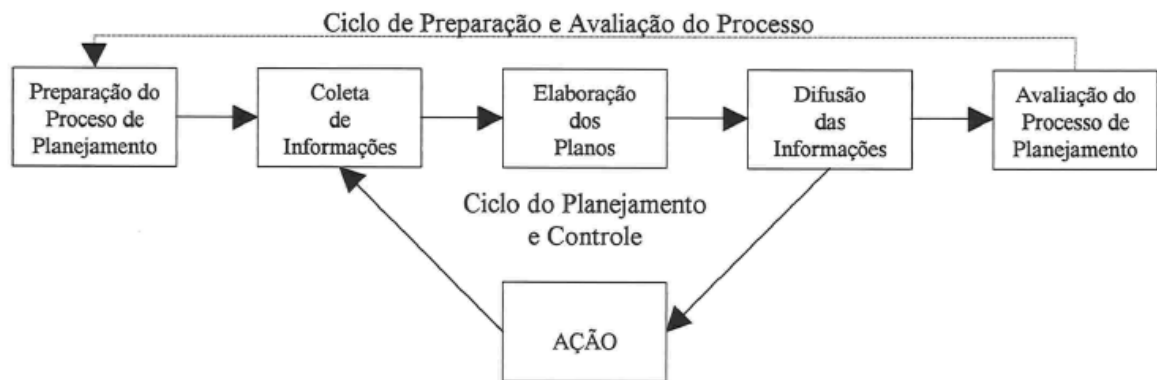 Ciclo de Preparação e Avaliação do Processo
Preparação do
Proceso de
Planejamento
Coleta
de
Informações
Elaboração
dos
Planos
Difusão
das
Informações
Avaliação do
Processo de
Planejamento
Ciclo do Planejamento
e Controle
AÇÃO